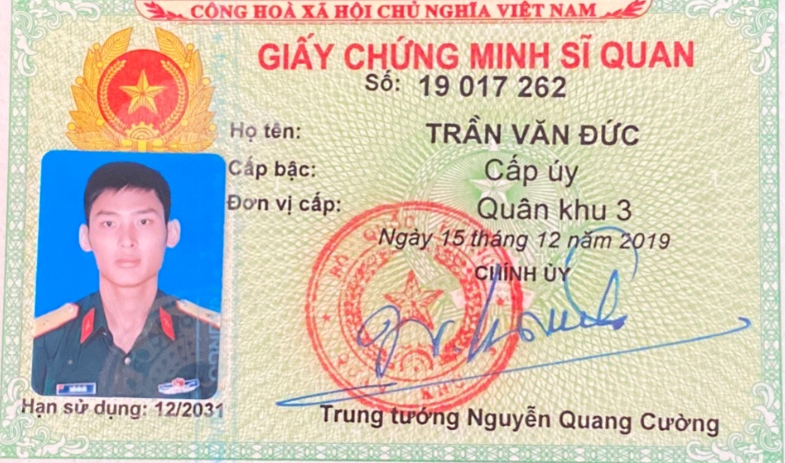 CỘNG HOÀ XÃ HỘI CHỦ NGHĨA VIỆT NAM
GIẤY CHỨNG MINH SĨ QUAN
Số: 19 017 262
Họ tên: TRẦN VĂN ĐỨC
Cấp bậc: Cấp úy
Đơn vị cấp: Quân khu 3
Ngày 15 tháng 12 năm 2019
CHÍNH ỦY
Hạn sử dụng: 12/2031
Trung tướng Nguyễn Quang Cường